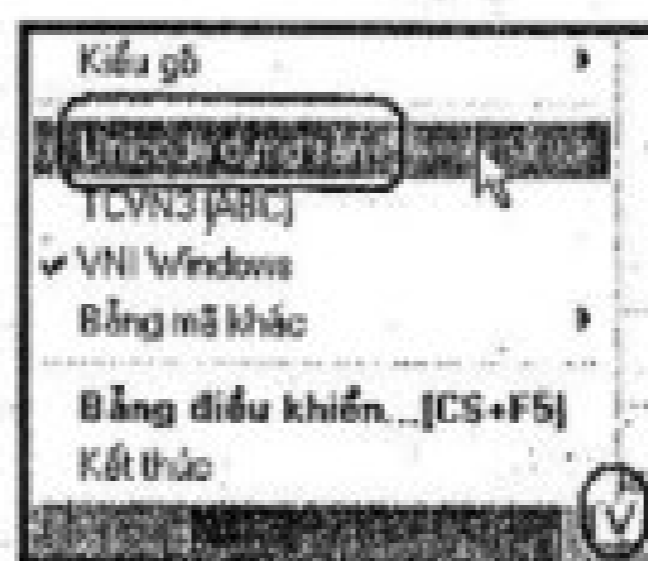 Kiểu gõ
Unicode dựng sẵn
TCVN3 (ABC)
VNI Windows
Bảng mã khác
Bảng điều khiển...[CS+F5]
Kết thúc
V